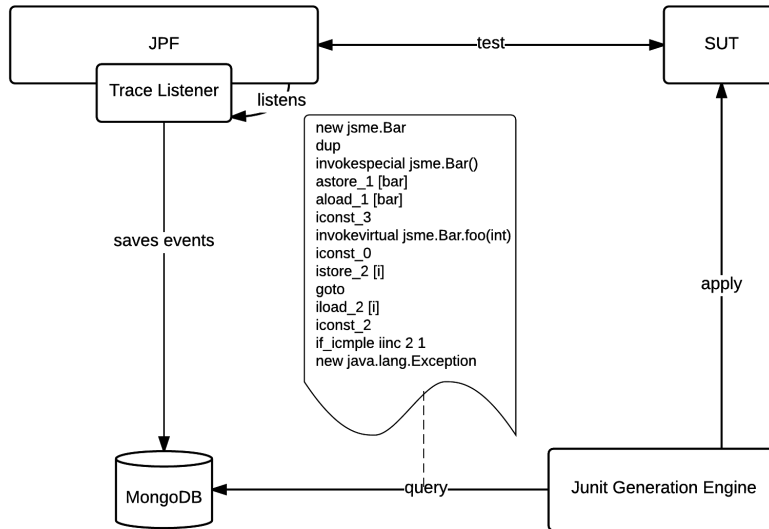 JPF
test
SUT
Trace Listener
listens
new jsme.Bar
dup
invokespecial jsme.Bar()
astore_1 [bar]
aload_1 [bar]
iconst_3
invokevirtual jsme.Bar.foo(int)
iconst_0
istore_2 [i]
goto
iload_2 [i]
iconst_2
if_icmple iinc 2 1
new java.lang.Exception
saves events
apply
MongoDB
query
Junit Generation Engine